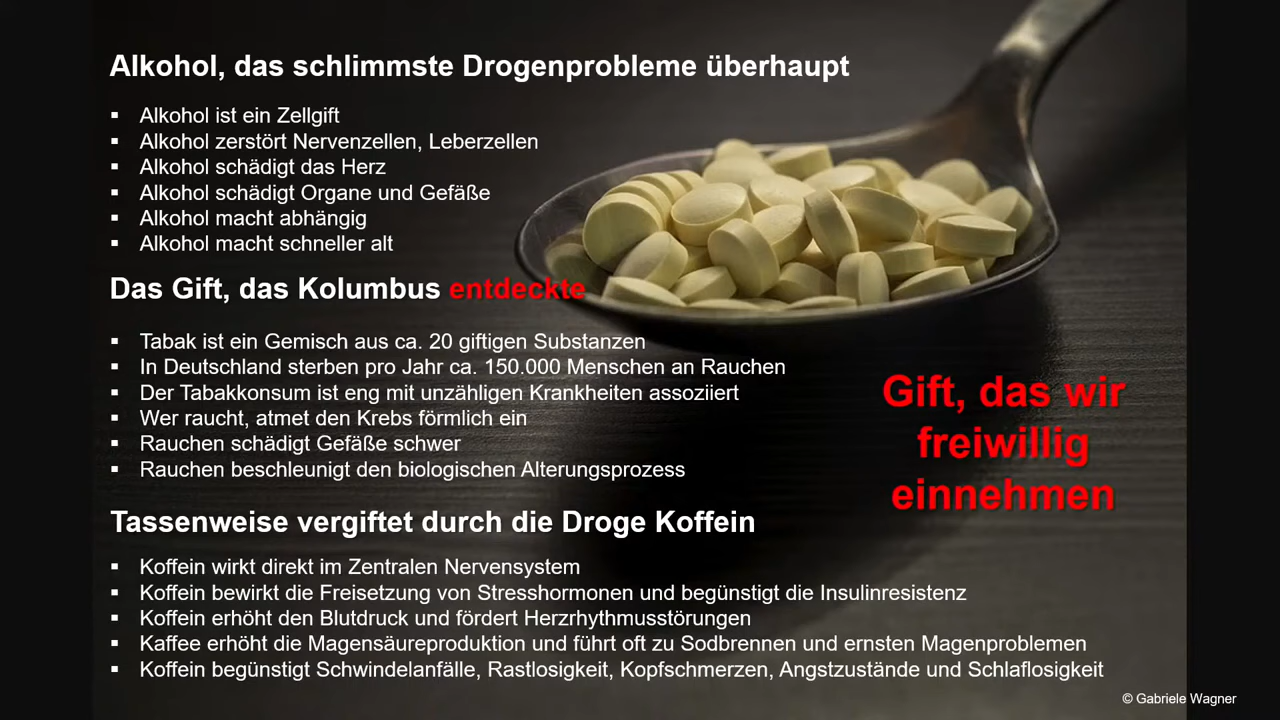 Alkohol, das schlimmste Drogenprobleme überhaupt
▪ Alkohol ist ein Zellgift
▪ Alkohol zerstört Nervenzellen, Leberzellen
▪ Alkohol schädigt das Herz
▪ Alkohol schädigt Organe und Gefäße
▪ Alkohol macht abhängig
▪ Alkohol macht schneller alt
Das Gift, das Kolumbus entdeckte
▪ Tabak ist ein Gemisch aus ca. 20 giftigen Substanzen
▪ In Deutschland sterben pro Jahr ca. 150.000 Menschen an Rauchen
▪ Der Tabakkonsum ist eng mit unzähligen Krankheiten assoziiert
▪ Wer raucht, atmet den Krebs förmlich ein
▪ Rauchen schädigt Gefäße schwer
▪ Rauchen beschleunigt den biologischen Alterungsprozess
Gift, das wir
freiwillig
einnehmen
Tassenweise vergiftet durch die Droge Koffein
▪ Koffein wirkt direkt im Zentralen Nervensystem
▪ Koffein bewirkt die Freisetzung von Stresshormonen und begünstigt die Insulinresistenz
▪ Koffein erhöht den Blutdruck und fördert Herzrhythmusstörungen
▪ Kaffee erhöht die Magensäureproduktion und führt oft zu Sodbrennen und ernsten Magenproblemen
▪ Koffein begünstigt Schwindelanfälle, Rastlosigkeit, Kopfschmerzen, Angstzustände und Schlaflosigkeit
© Gabriele Wagner